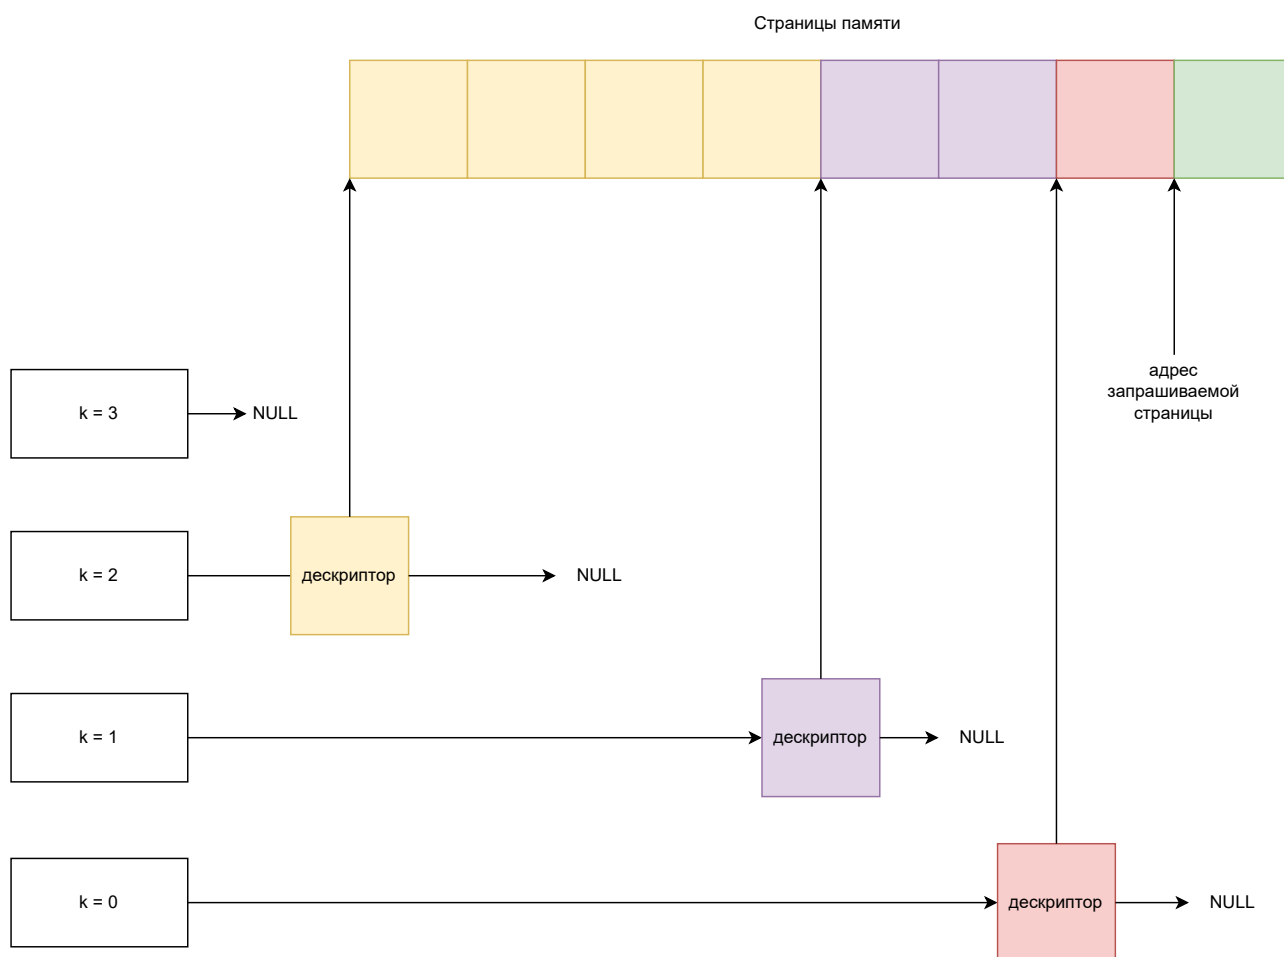 Страницы памяти
адрес
запрашиваемой
страницы
k = 3
NULL
k = 2
дескриптор
NULL
k = 1
дескриптор
NULL
k = 0
дескриптор
NULL